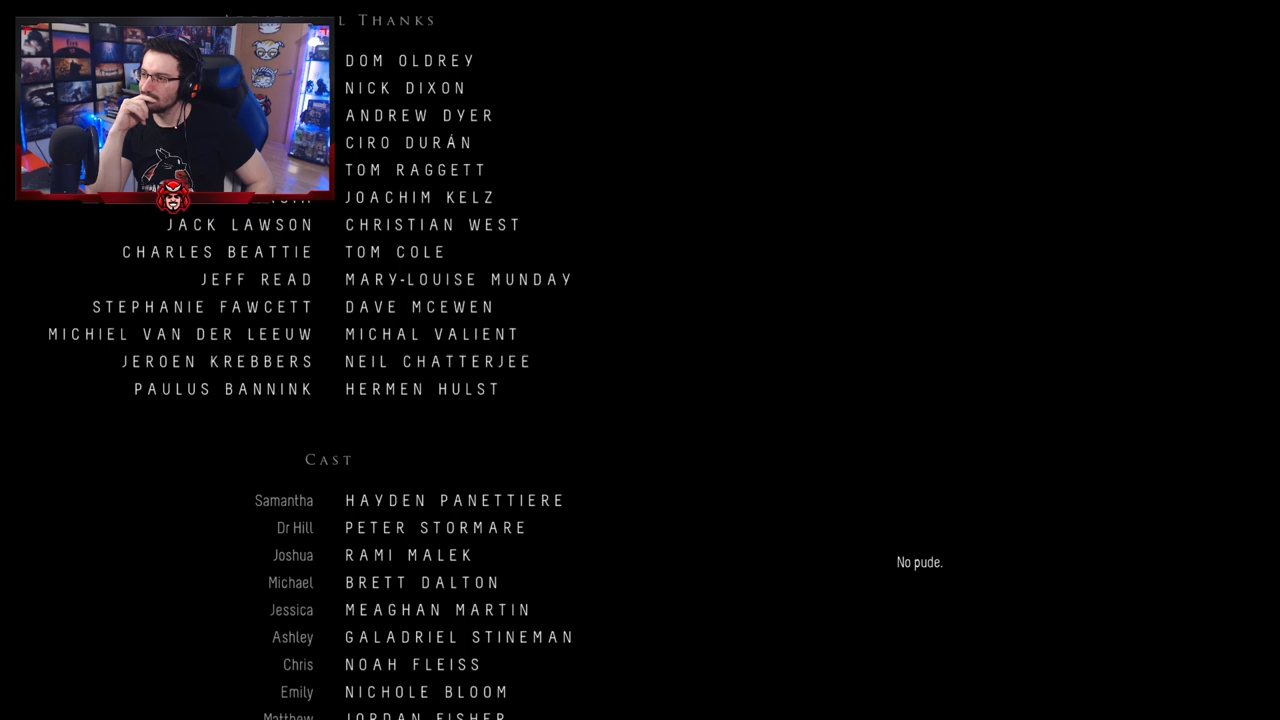 Thanks
DOM OLDREY
NICK DIXON
ANDREW DYER
CIRO DURÁN
TOM RAGGETT
JOACHIM KELZ
JACK LAWSON CHRISTIAN WEST
CHARLES BEATTIE TOM COLE
JEFF READ MARY-LOUISE MUNDAY
STEPHANIE FAWCETT DAVE MCEWEN
MICHIEL VAN DER LEEUW MICHAL VALIENT
JEROEN KREBBERS NEIL CHATTERJEE
PAULUS BANNINK HERMEN HULST
Cast
Samantha HAYDEN PANETTIERE
Dr Hill PETER STORMARE
Joshua RAMI MALEK
No pude.
Michael BRETT DALTON
Jessica MEAGHAN MARTIN
Ashley GALADRIEL STINEMAN
Chris NOAH FLEISS
Emily NICHOLE BLOOM
Matthew JORDAN FISHER